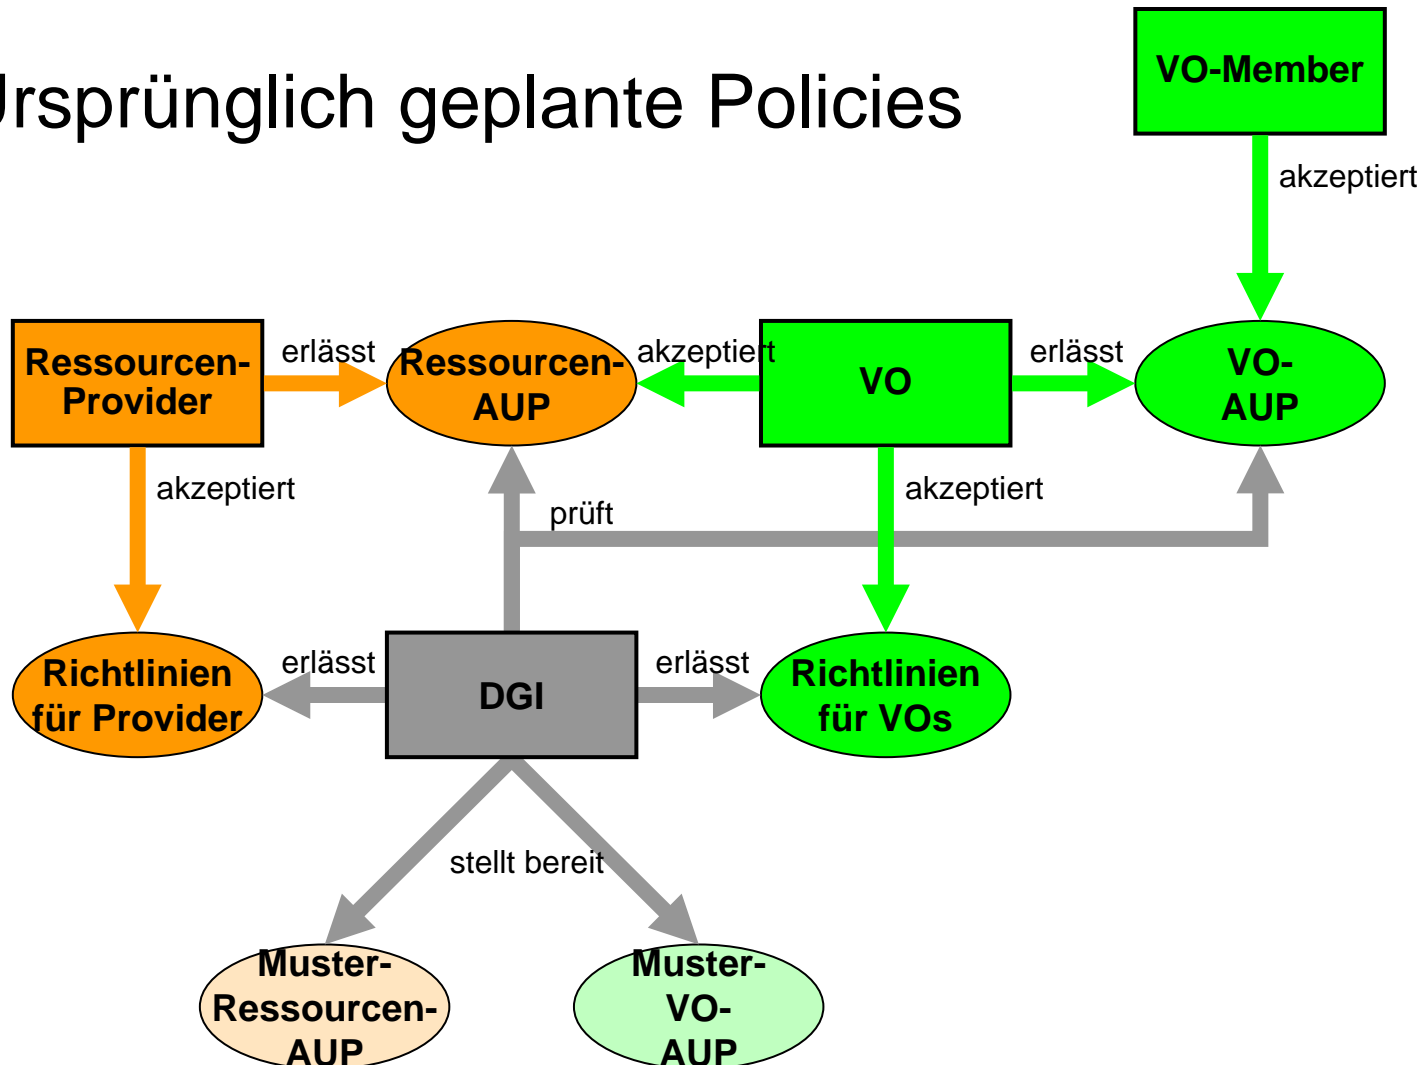 Ursprünglich geplante Policies
VO-Member
akzeptiert
Ressourcen-
Provider
erlässt
Ressourcen-
AUP
akzeptiert
VO
erlässt
VO-
AUP
akzeptiert
prüft
akzeptiert
Richtlinien
für Provider
erlässt
DGI
erlässt
Richtlinien
für VOs
stellt bereit
Muster-
Ressourcen-
AUP
Muster-
VO-
AUP